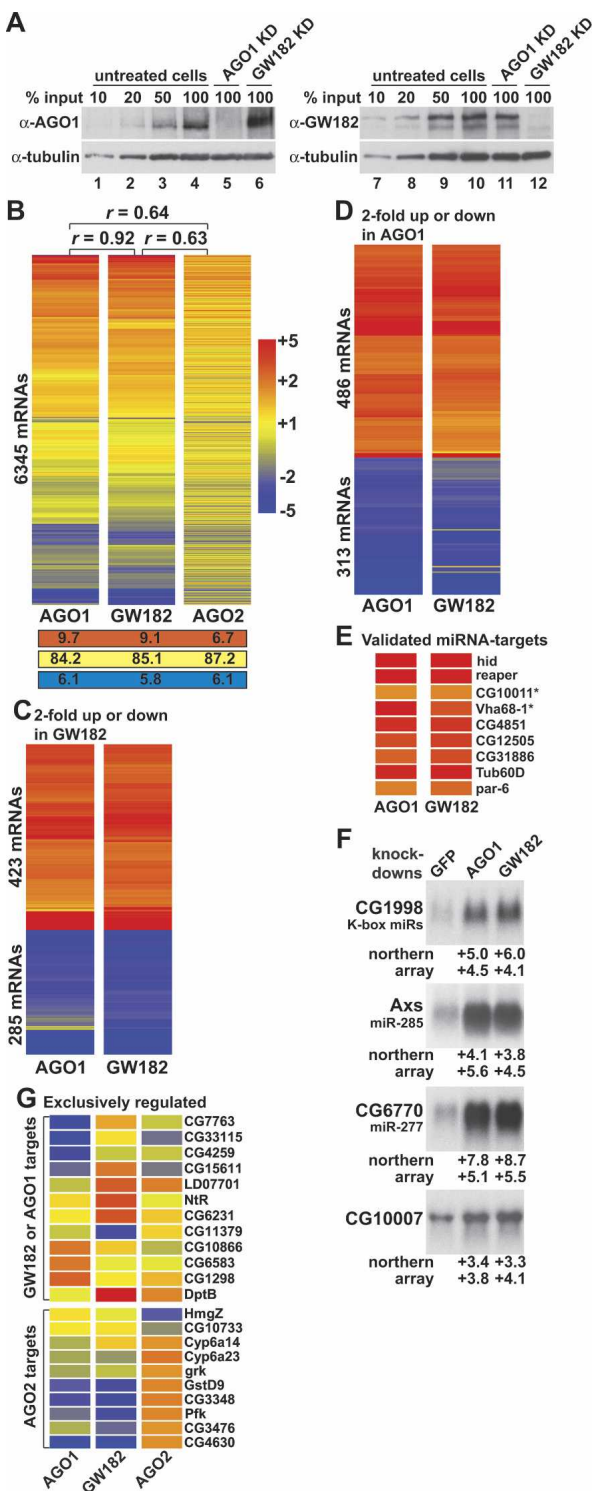 A
untreated cells
AGO1 KD
GW182 KD
% input 10 20 50 100 100 100
α-AGO1
α-tubulin
1 2 3 4 5 6
untreated cells
AGO1 KD
GW182 KD
% input 10 20 50 100 100 100
α-GW182
α-tubulin
7 8 9 10 11 12
B
r = 0.64
r = 0.92 r = 0.63
6345 mRNAs
+5
+2
+1
-2
-5
AGO1 GW182 AGO2
9.7 9.1 6.7
84.2 85.1 87.2
6.1 5.8 6.1
C
2-fold up or down
in GW182
423 mRNAs
285 mRNAs
AGO1 GW182
D
2-fold up or down
in AGO1
486 mRNAs
313 mRNAs
AGO1 GW182
E Validated miRNA-targets
hid
reaper
CG10011*
Vha68-1*
CG4851
CG12505
CG31886
Tub60D
par-6
AGO1 GW182
F
knock-
downs
GFP
AGO1
GW182
CG1998
K-box miRs
northern +5.0 +6.0
array +4.5 +4.1
Axs
miR-285
northern +4.1 +3.8
array +5.6 +4.5
CG6770
miR-277
northern +7.8 +8.7
array +5.1 +5.5
CG10007
northern +3.4 +3.3
array +3.8 +4.1
G Exclusively regulated
GW182 or AGO1 targets
CG7763
CG33115
CG4259
CG15611
LD07701
NtR
CG6231
CG11379
CG10866
CG6583
CG1298
DptB
AGO2 targets
HmgZ
CG10733
Cyp6a14
Cyp6a23
grk
GstD9
CG3348
Pfk
CG3476
CG4630
AGO1
GW182
AGO2